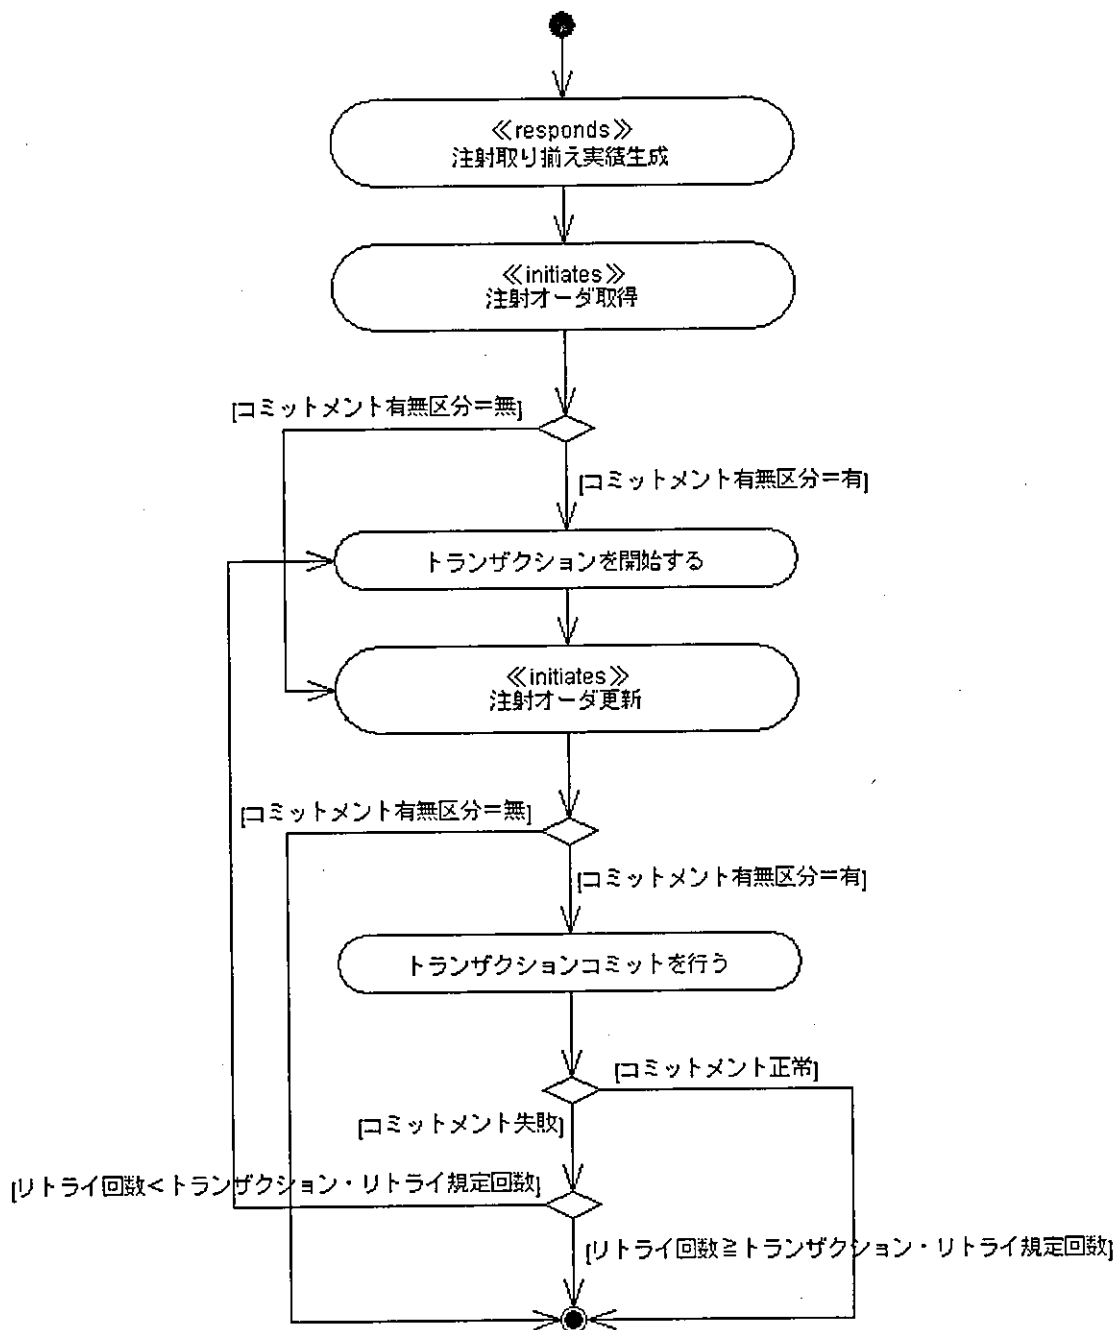 ≪responds≫
注射取り揃え実績生成
≪initiates≫
注射オーダ取得
[コミットメント有無区分＝無]
[コミットメント有無区分＝有]
トランザクションを開始する
≪initiates≫
注射オーダ更新
[コミットメント有無区分＝無]
[コミットメント有無区分＝有]
トランザクションコミットを行う
[コミットメント正常]
[コミットメント失敗]
[リトライ回数＜トランザクション・リトライ規定回数]
[リトライ回数≧トランザクション・リトライ規定回数]